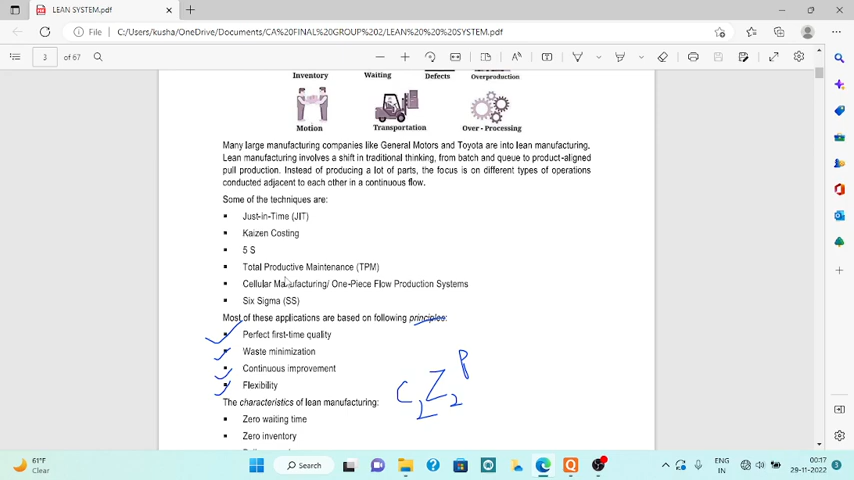 LEAN SYSTEM.pdf
File C:/Users/kusha/OneDrive/Documents/CA%20FINAL%20GROUP%202/LEAN%20%20%20SYSTEM.pdf
3 of 67
Inventory Waiting Defects Overproduction
Motion Transportation Over - Processing
Many large manufacturing companies like General Motors and Toyota are into lean manufacturing.
Lean manufacturing involves a shift in traditional thinking, from batch and queue to product-aligned
pull production. Instead of producing a lot of parts, the focus is on different types of operations
conducted adjacent to each other in a continuous flow.
Some of the techniques are:
Just-in-Time (JIT)
Kaizen Costing
5 S
Total Productive Maintenance (TPM)
Cellular Manufacturing/ One-Piece Flow Production Systems
Six Sigma (SS)
Most of these applications are based on following principles:
Perfect first-time quality
Waste minimization
Continuous improvement
Flexibility
The characteristics of lean manufacturing:
Zero waiting time
Zero inventory
61°F
Clear
Search
ENG
IN
00:17
29-11-2022